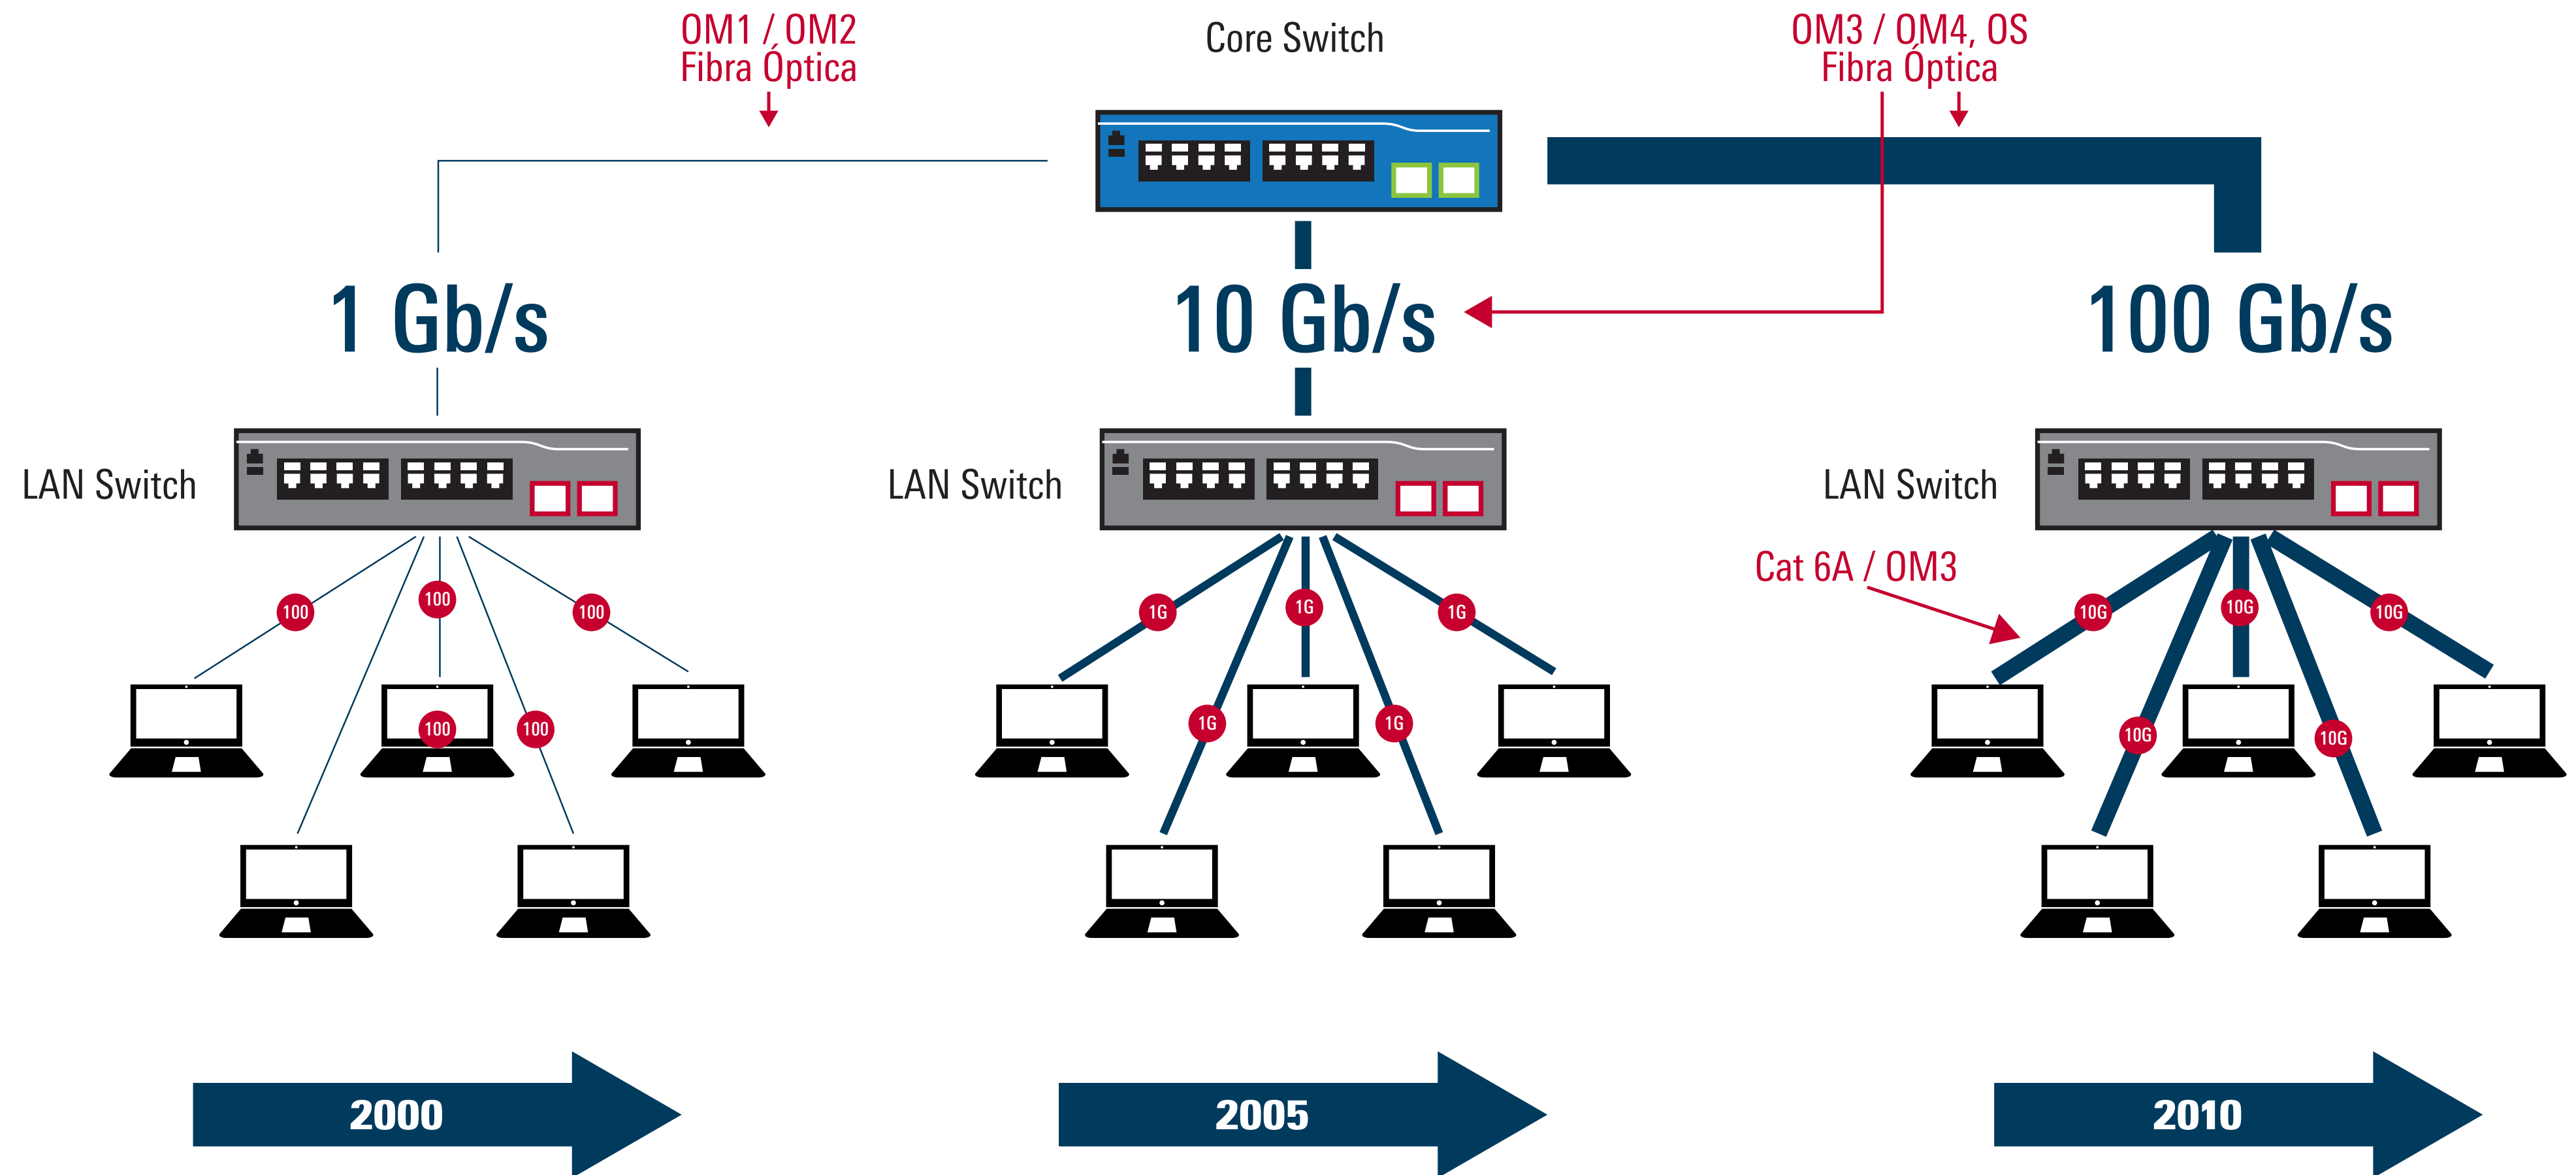 OM1 / OM2
Fibra Óptica
Core Switch
OM3 / OM4, OS
Fibra Óptica
1 Gb/s
10 Gb/s
100 Gb/s
LAN Switch
LAN Switch
LAN Switch
Cat 6A / OM3
100
100
100
100
100
1G
1G
1G
1G
1G
10G
10G
10G
10G
10G
2000
2005
2010